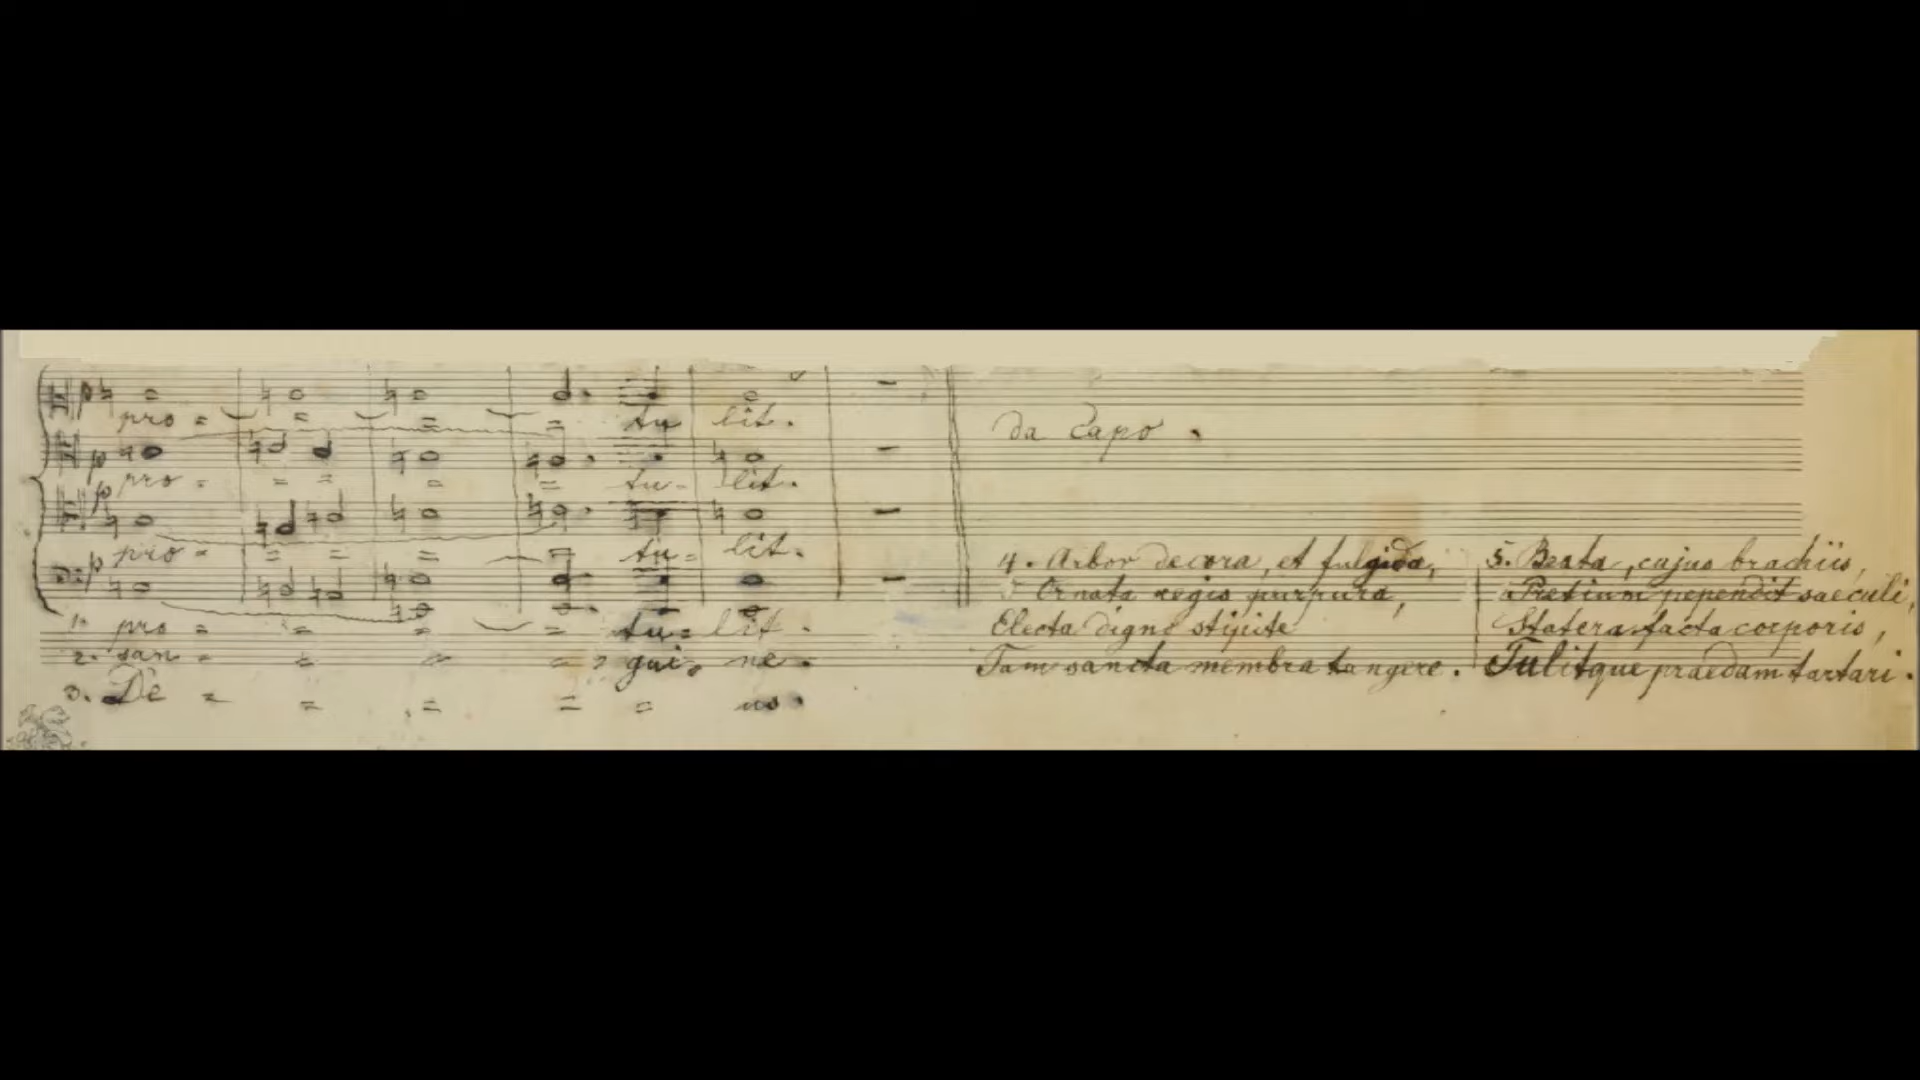 pro = = = = tu lit.
da Capo.
pro - = = = = tu- lit.
pro = = = = = tu= lit.
4. Arbor decora, et fulgida,
Ornata regis purpura,
Electa digne stipite
Tam sancta membra tangere.
5. Beata, cujus brachiis,
Pretium pependit saeculi,
Statera facta corporis,
Tulitque praedam tartari.
1. pro = = = = tu= lit.
2. san - = = = gui- ne.
3. De = = = = = us.